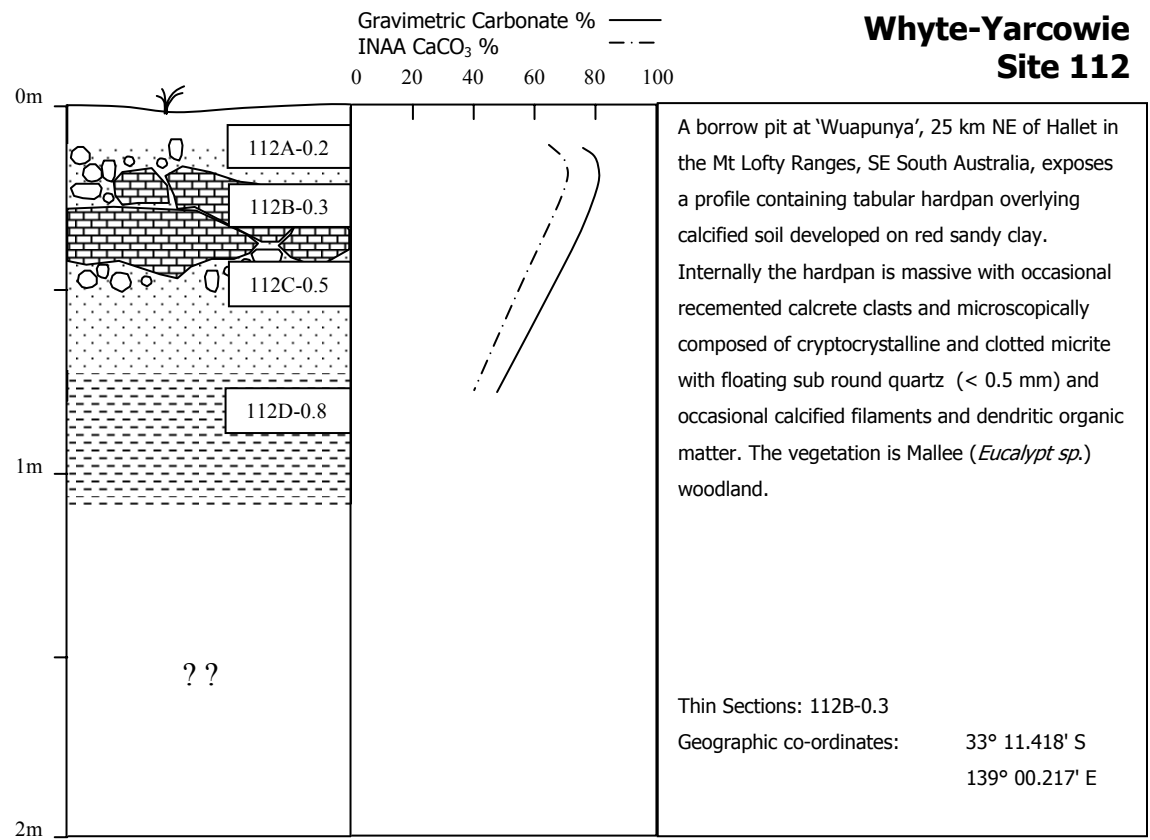 Gravimetric Carbonate %
INAA CaCO₃ %
Whyte-Yarcowie
Site 112
0 20 40 60 80 100
0m
112A-0.2
112B-0.3
112C-0.5
112D-0.8
1m
? ?
2m
A borrow pit at ‘Wuapunya’, 25 km NE of Hallet in
the Mt Lofty Ranges, SE South Australia, exposes
a profile containing tabular hardpan overlying
calcified soil developed on red sandy clay.
Internally the hardpan is massive with occasional
recemented calcrete clasts and microscopically
composed of cryptocrystalline and clotted micrite
with floating sub round quartz (< 0.5 mm) and
occasional calcified filaments and dendritic organic
matter. The vegetation is Mallee (Eucalypt sp.)
woodland.
Thin Sections: 112B-0.3
Geographic co-ordinates: 33° 11.418' S
139° 00.217' E